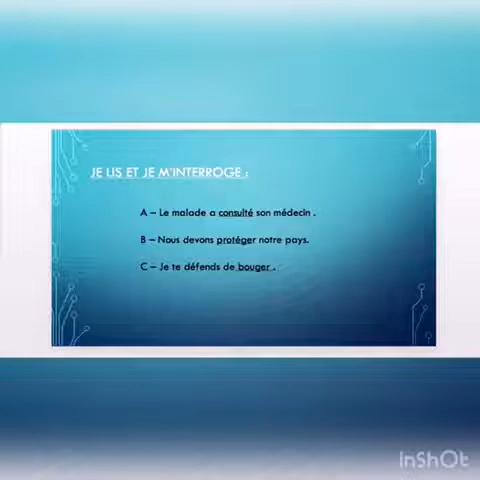 JE LIS ET JE M'INTERROGE :
A – Le malade a consulté son médecin .
B – Nous devons protéger notre pays.
C – Je te défends de bouger .
InShOt